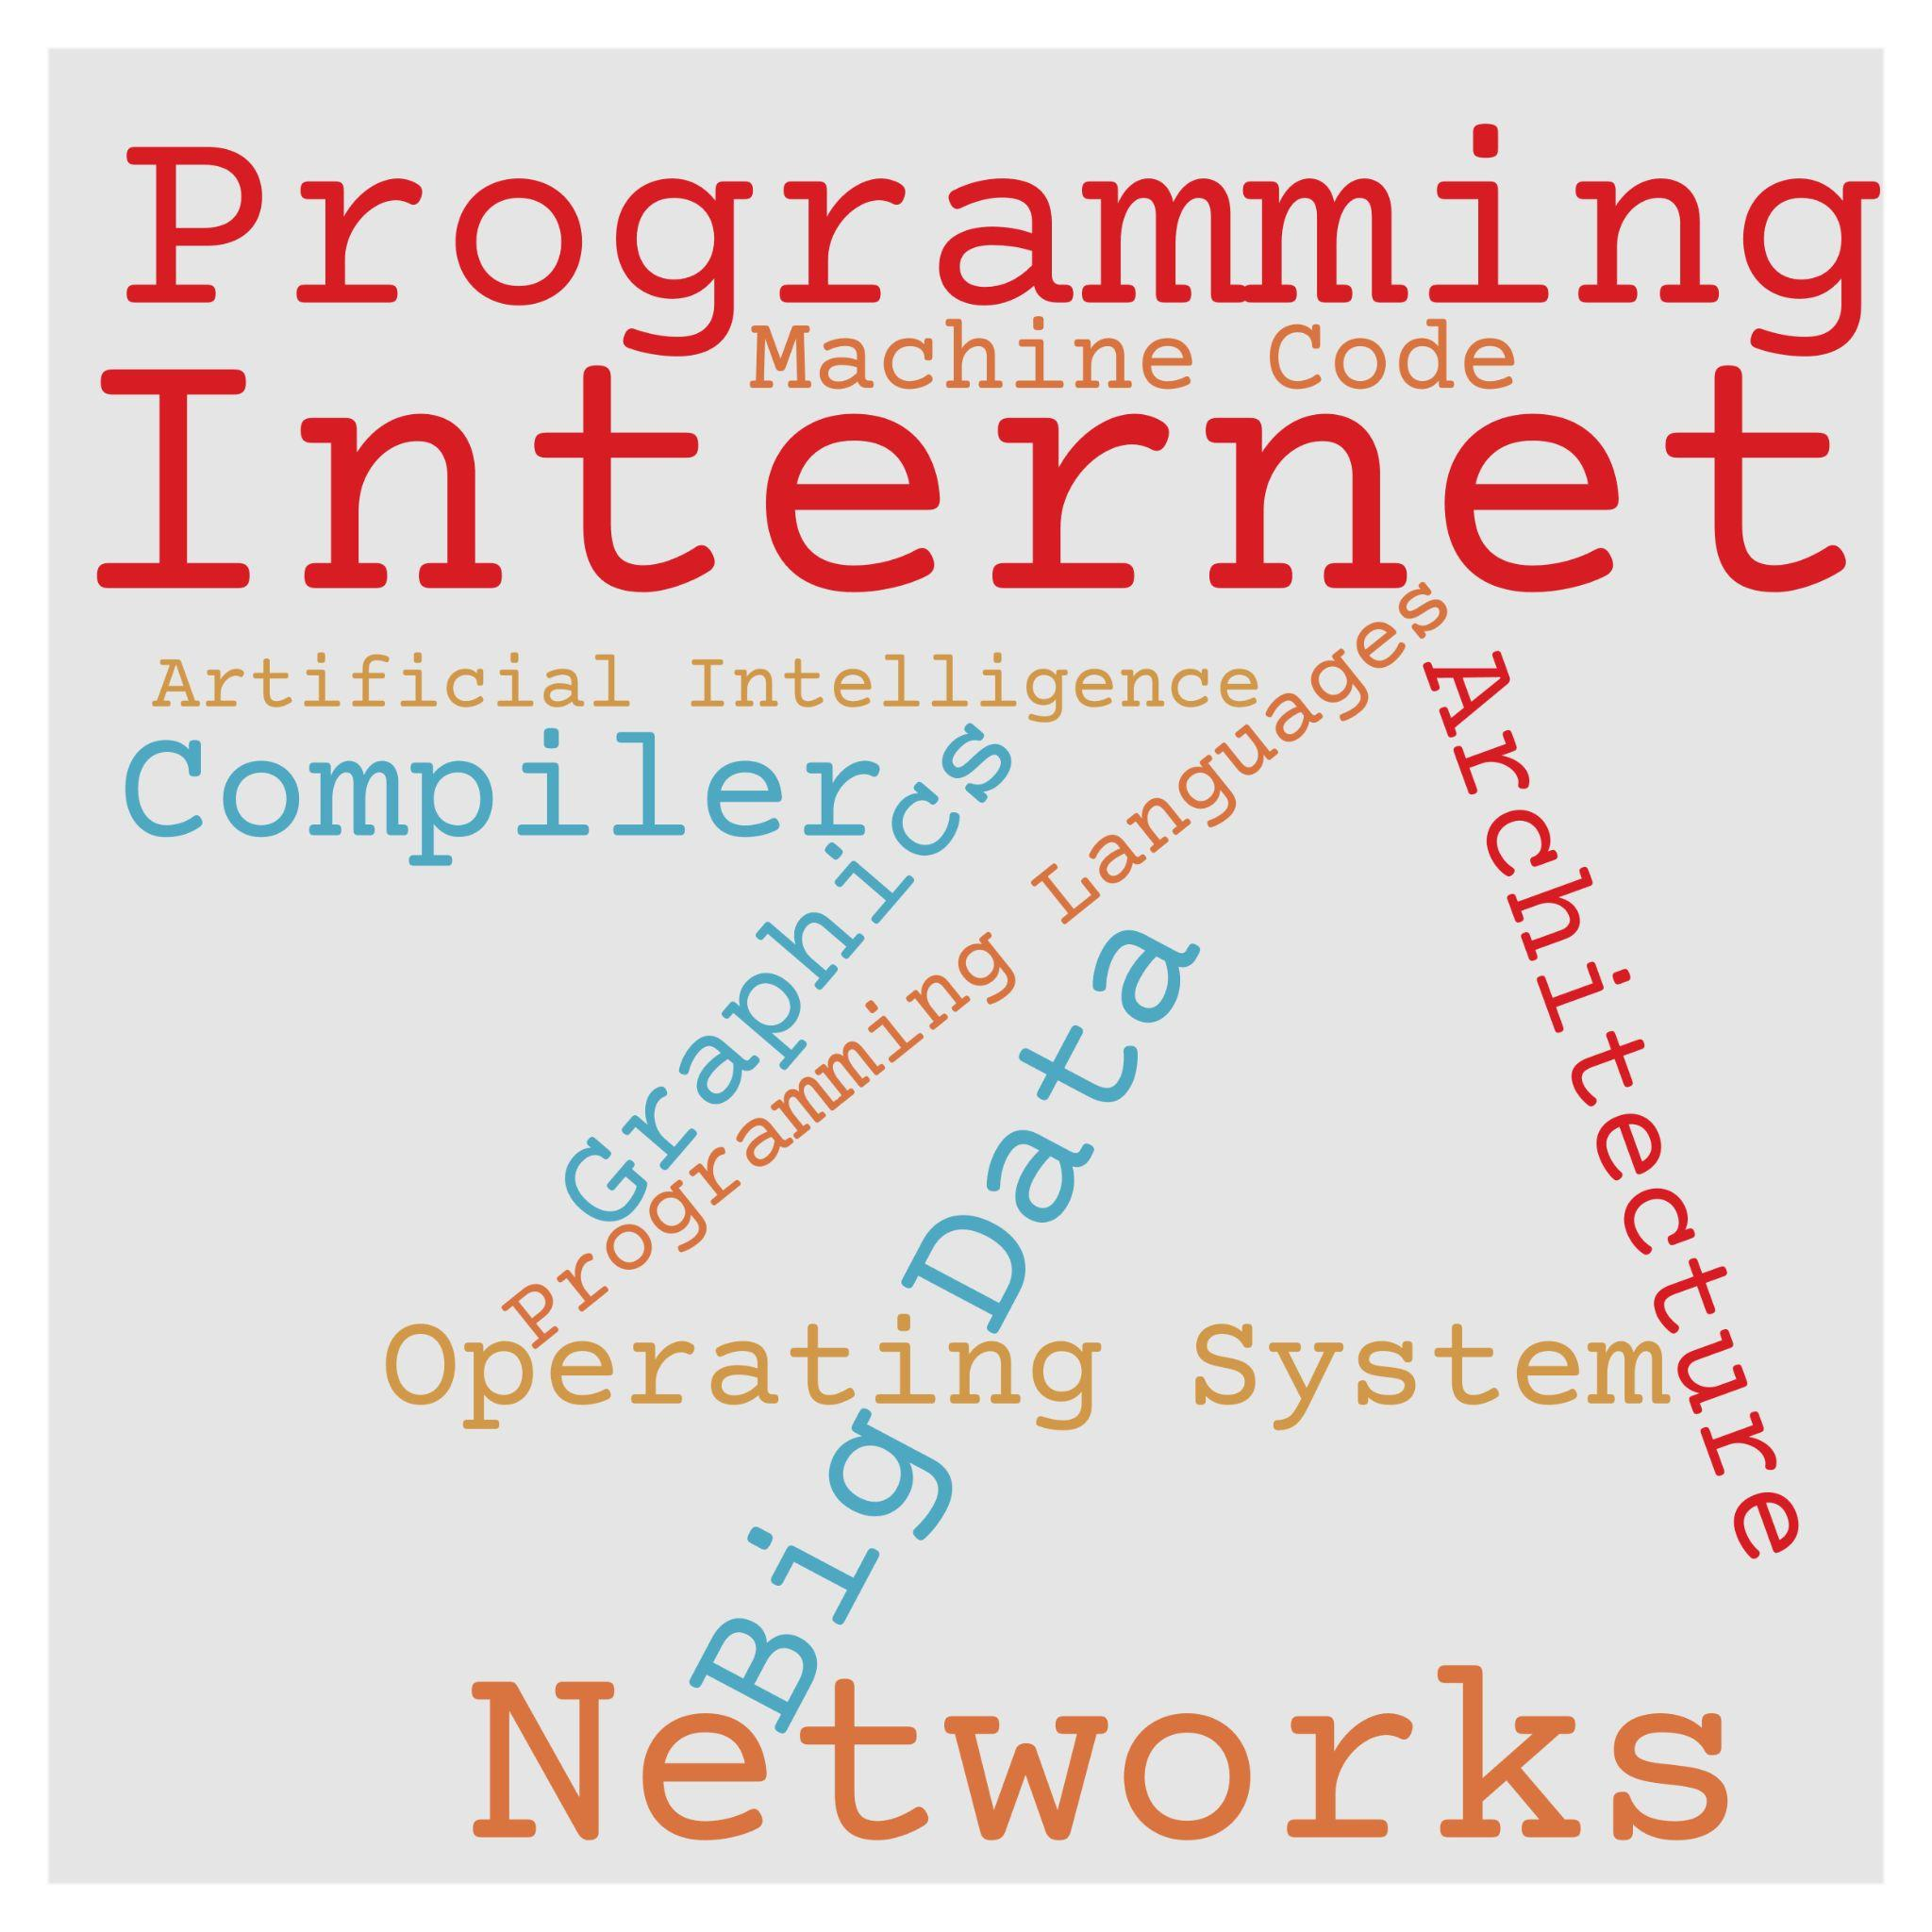 Programming
Machine Code
Internet
Artificial Intelligence
Compiler
Graphics
Programming Languages
Architecture
Big Data
Operating System
Networks